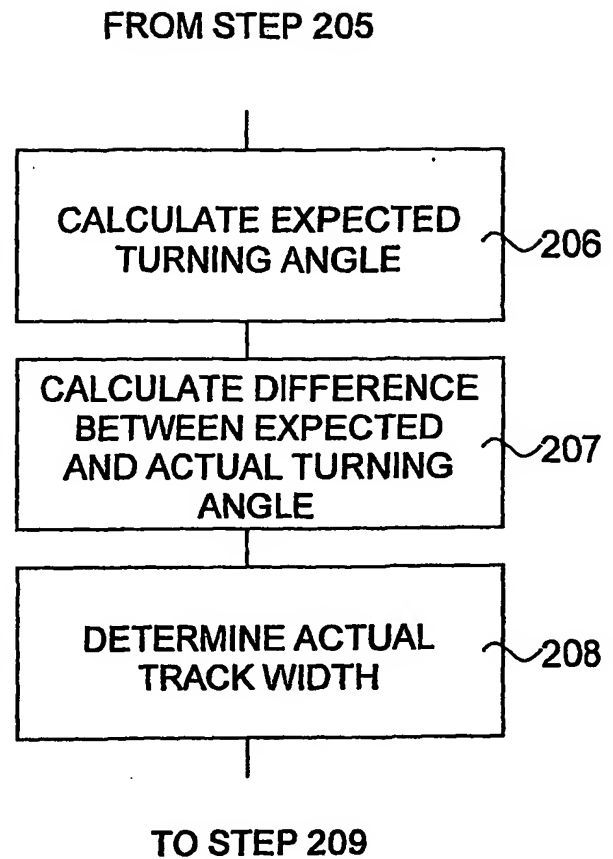 FROM STEP 205
CALCULATE EXPECTED
TURNING ANGLE
206
CALCULATE DIFFERENCE
BETWEEN EXPECTED
AND ACTUAL TURNING
ANGLE
207
DETERMINE ACTUAL
TRACK WIDTH
208
TO STEP 209